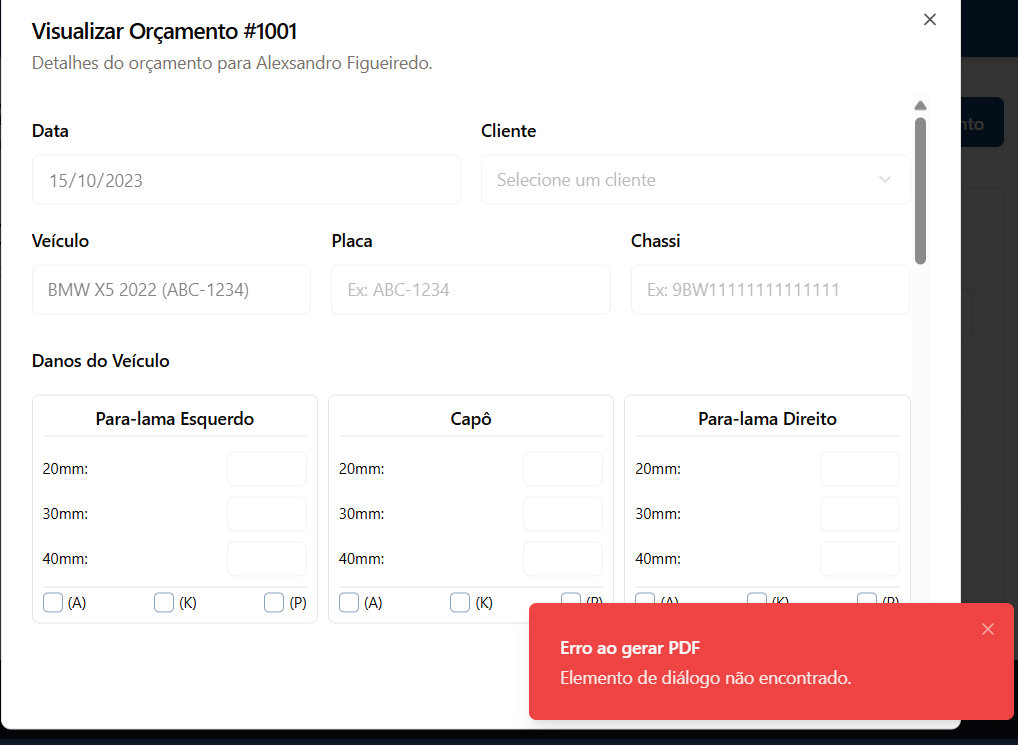 Visualizar Orçamento #1001
Detalhes do orçamento para Alexsandro Figueiredo.
nto
Data
Cliente
15/10/2023
Selecione um cliente
Veículo
Placa
Chassi
BMW X5 2022 (ABC-1234)
Ex: ABC-1234
Ex: 9BW11111111111111
Danos do Veículo
Para-lama Esquerdo
Capô
Para-lama Direito
20mm:
20mm:
20mm:
30mm:
30mm:
30mm:
40mm:
40mm:
40mm:
(A) (K) (P)
(A) (K) (P)
(A) (K) (P)
Erro ao gerar PDF
Elemento de diálogo não encontrado.